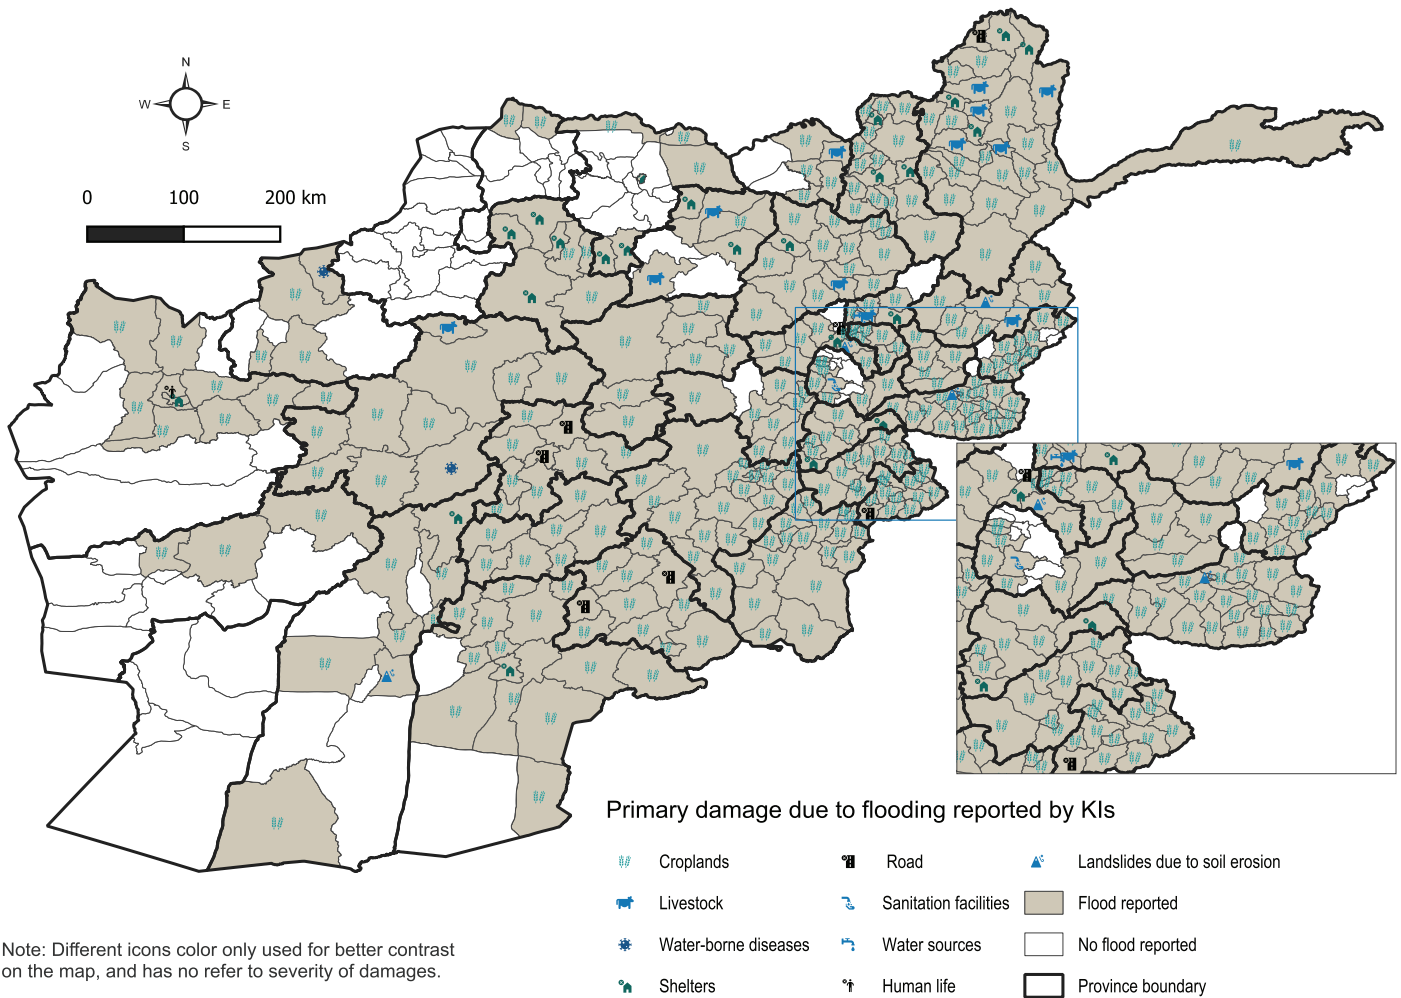 N
W E
S
0 100 200 km
Primary damage due to flooding reported by KIs
Croplands Road Landslides due to soil erosion
Livestock Sanitation facilities Flood reported
Water-borne diseases Water sources No flood reported
Shelters Human life Province boundary
Note: Different icons color only used for better contrast
on the map, and has no refer to severity of damages.